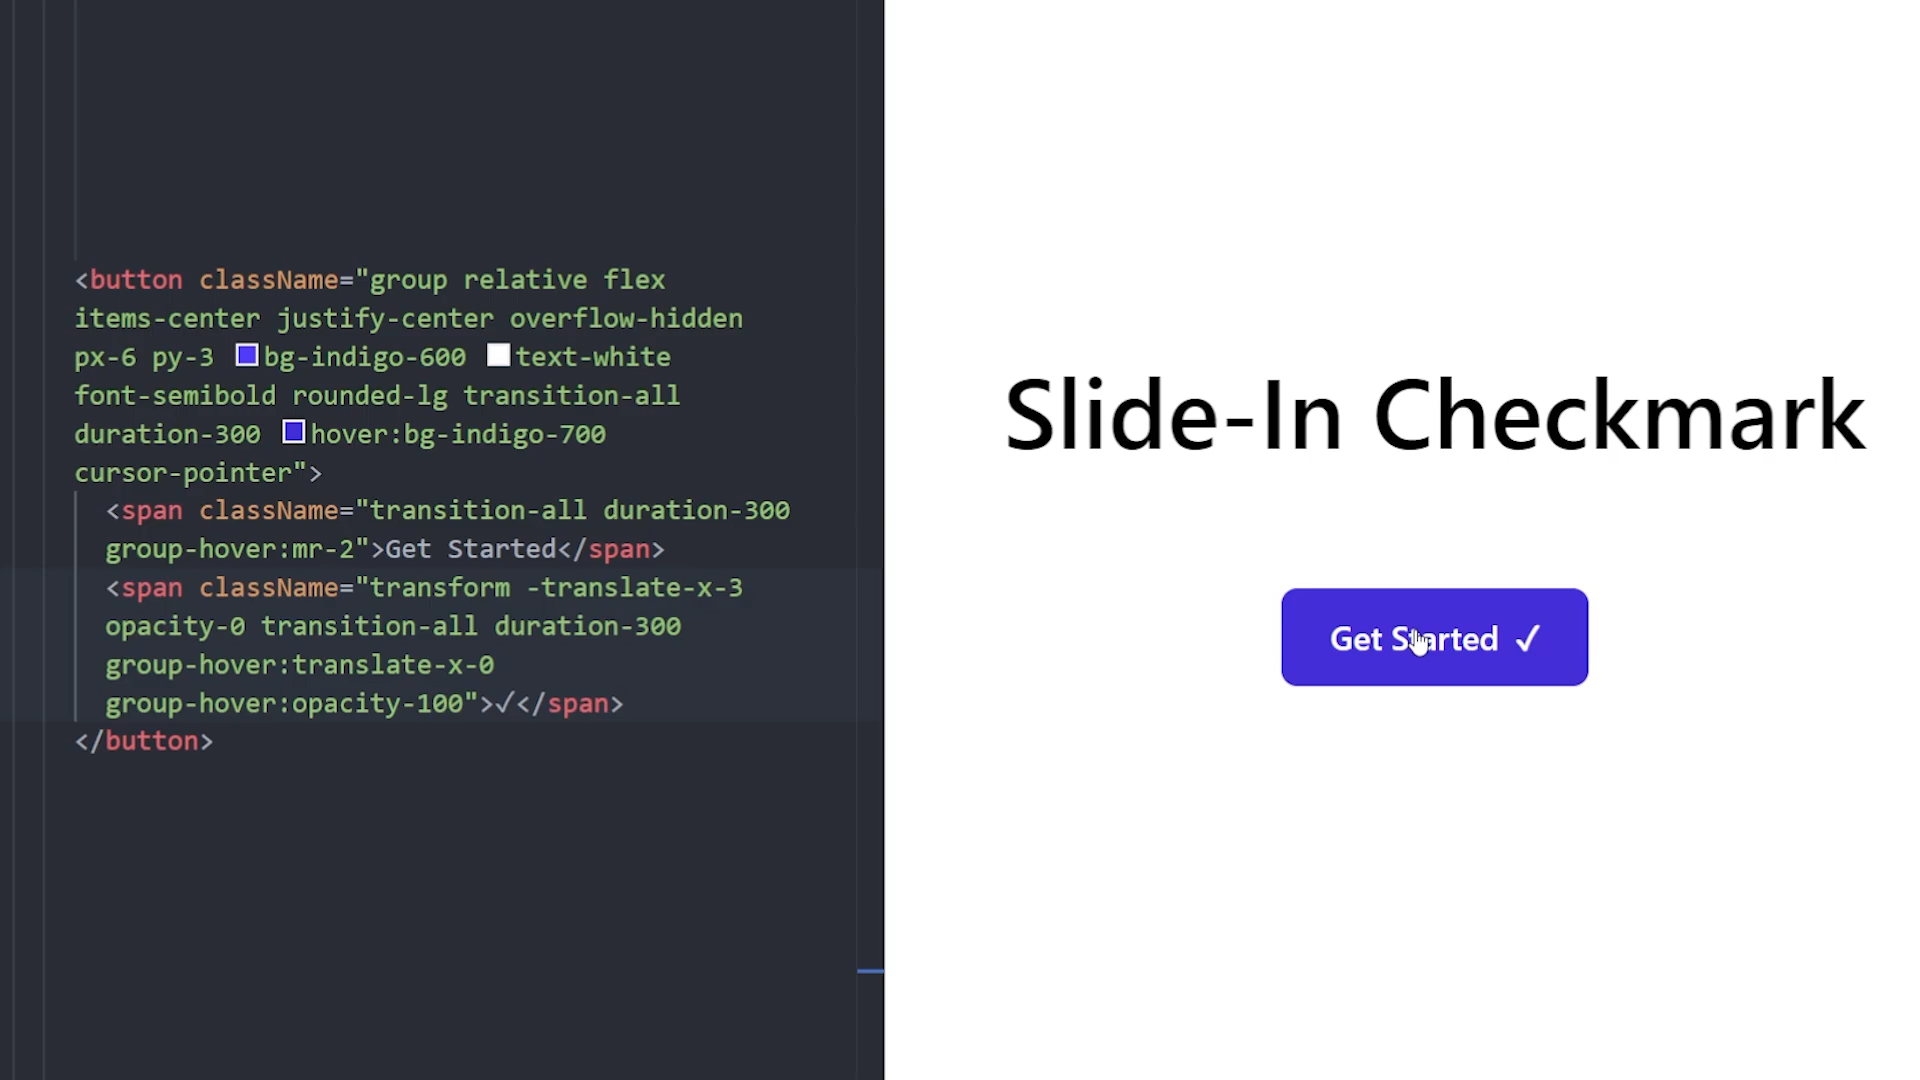 <button className="group relative flex
items-center justify-center overflow-hidden
px-6 py-3 bg-indigo-600 text-white
font-semibold rounded-lg transition-all
duration-300 hover:bg-indigo-700
cursor-pointer">
<span className="transition-all duration-300
group-hover:mr-2">Get Started</span>
<span className="transform -translate-x-3
opacity-0 transition-all duration-300
group-hover:translate-x-0
group-hover:opacity-100">✓</span>
</button>
Slide-In Checkmark
Get Started ✓